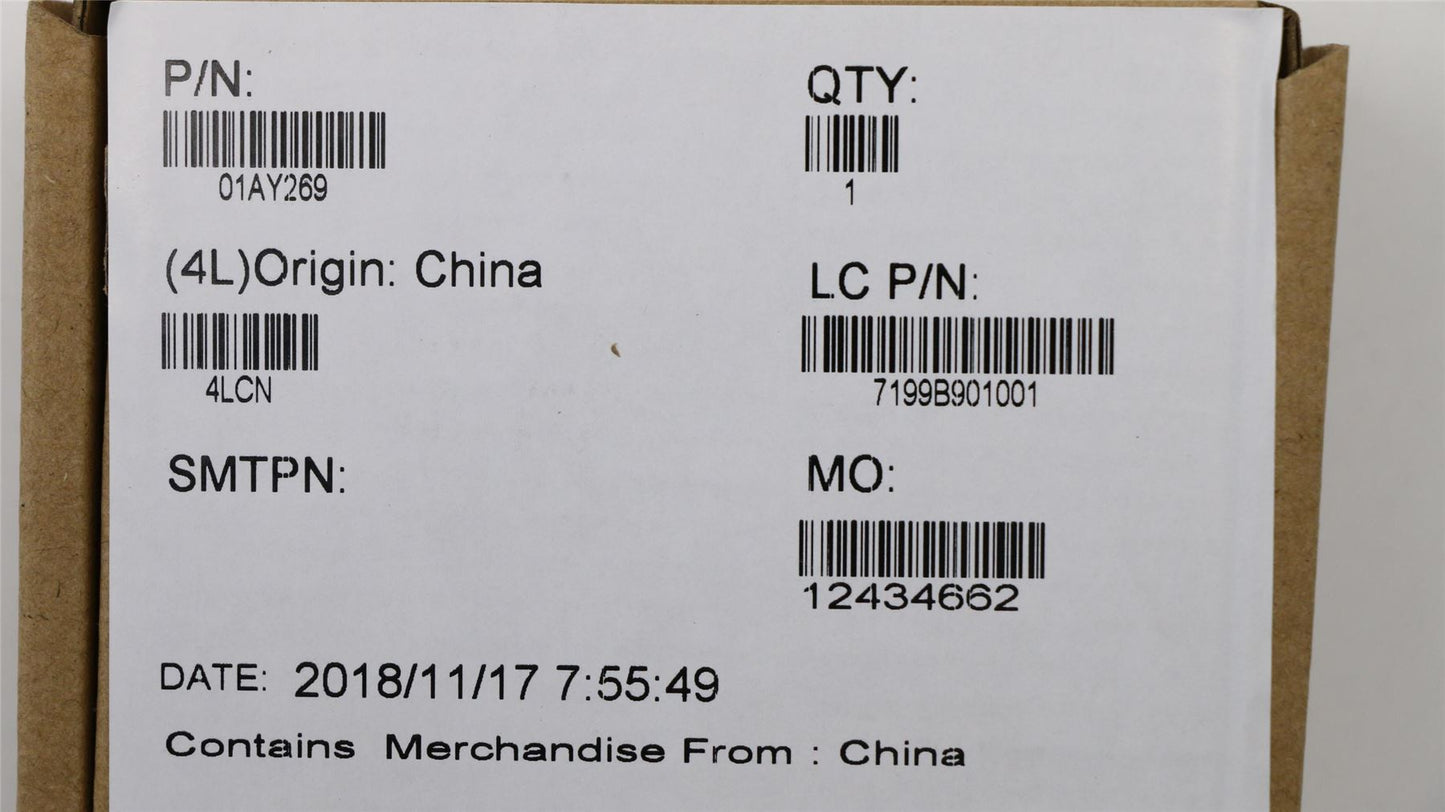 P/N:
01AY269
QTY:
1
(4L)Origin: China
4LCN
LC P/N:
7199B901001
SMTPN:
MO:
12434662
DATE: 2018/11/17 7:55:49
Contains Merchandise From : China